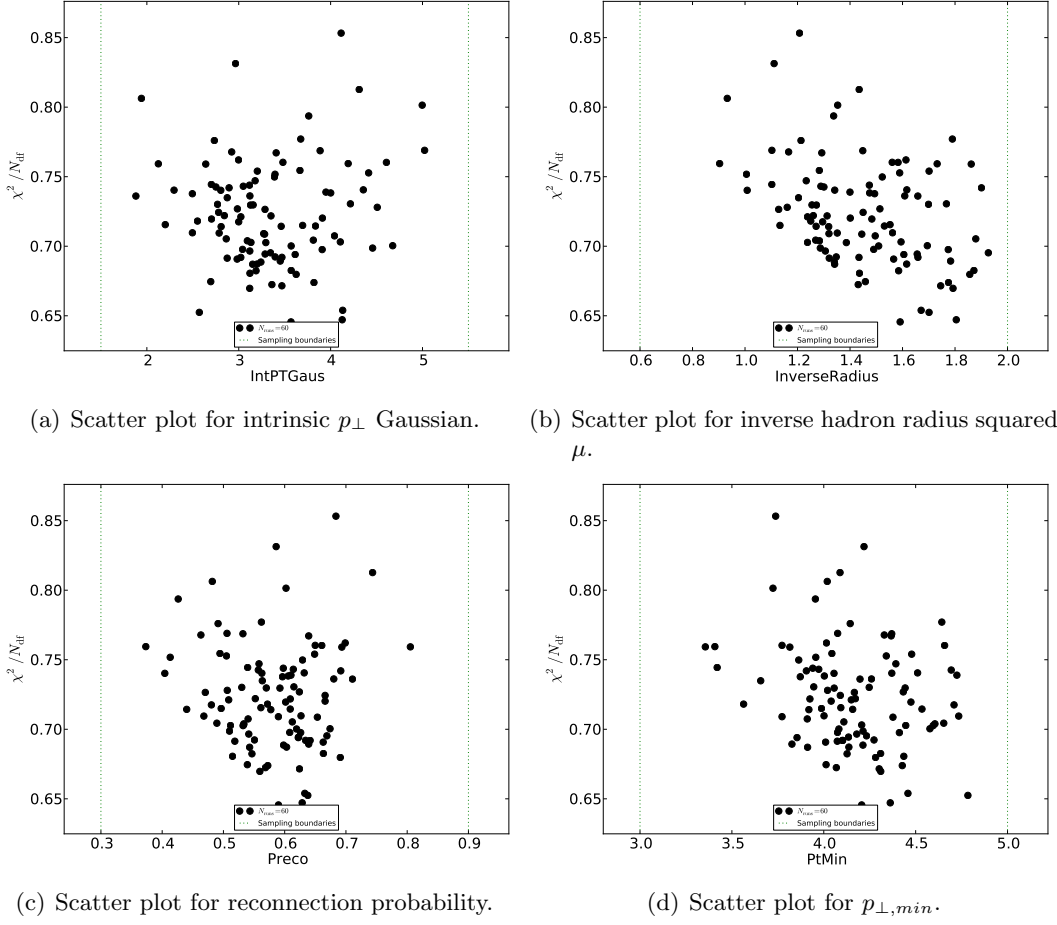 0.85
0.80
0.75
0.70
0.65
χ² / N_df
2 3 4 5
IntPTGaus
N_runs=60
Sampling boundaries
(a) Scatter plot for intrinsic p⊥ Gaussian.
0.85
0.80
0.75
0.70
0.65
χ² / N_df
0.6 0.8 1.0 1.2 1.4 1.6 1.8 2.0
InverseRadius
N_runs=60
Sampling boundaries
(b) Scatter plot for inverse hadron radius squared
μ.
0.85
0.80
0.75
0.70
0.65
χ² / N_df
0.3 0.4 0.5 0.6 0.7 0.8 0.9
Preco
N_runs=60
Sampling boundaries
(c) Scatter plot for reconnection probability.
0.85
0.80
0.75
0.70
0.65
χ² / N_df
3.0 3.5 4.0 4.5 5.0
PtMin
N_runs=60
Sampling boundaries
(d) Scatter plot for p⊥,min.